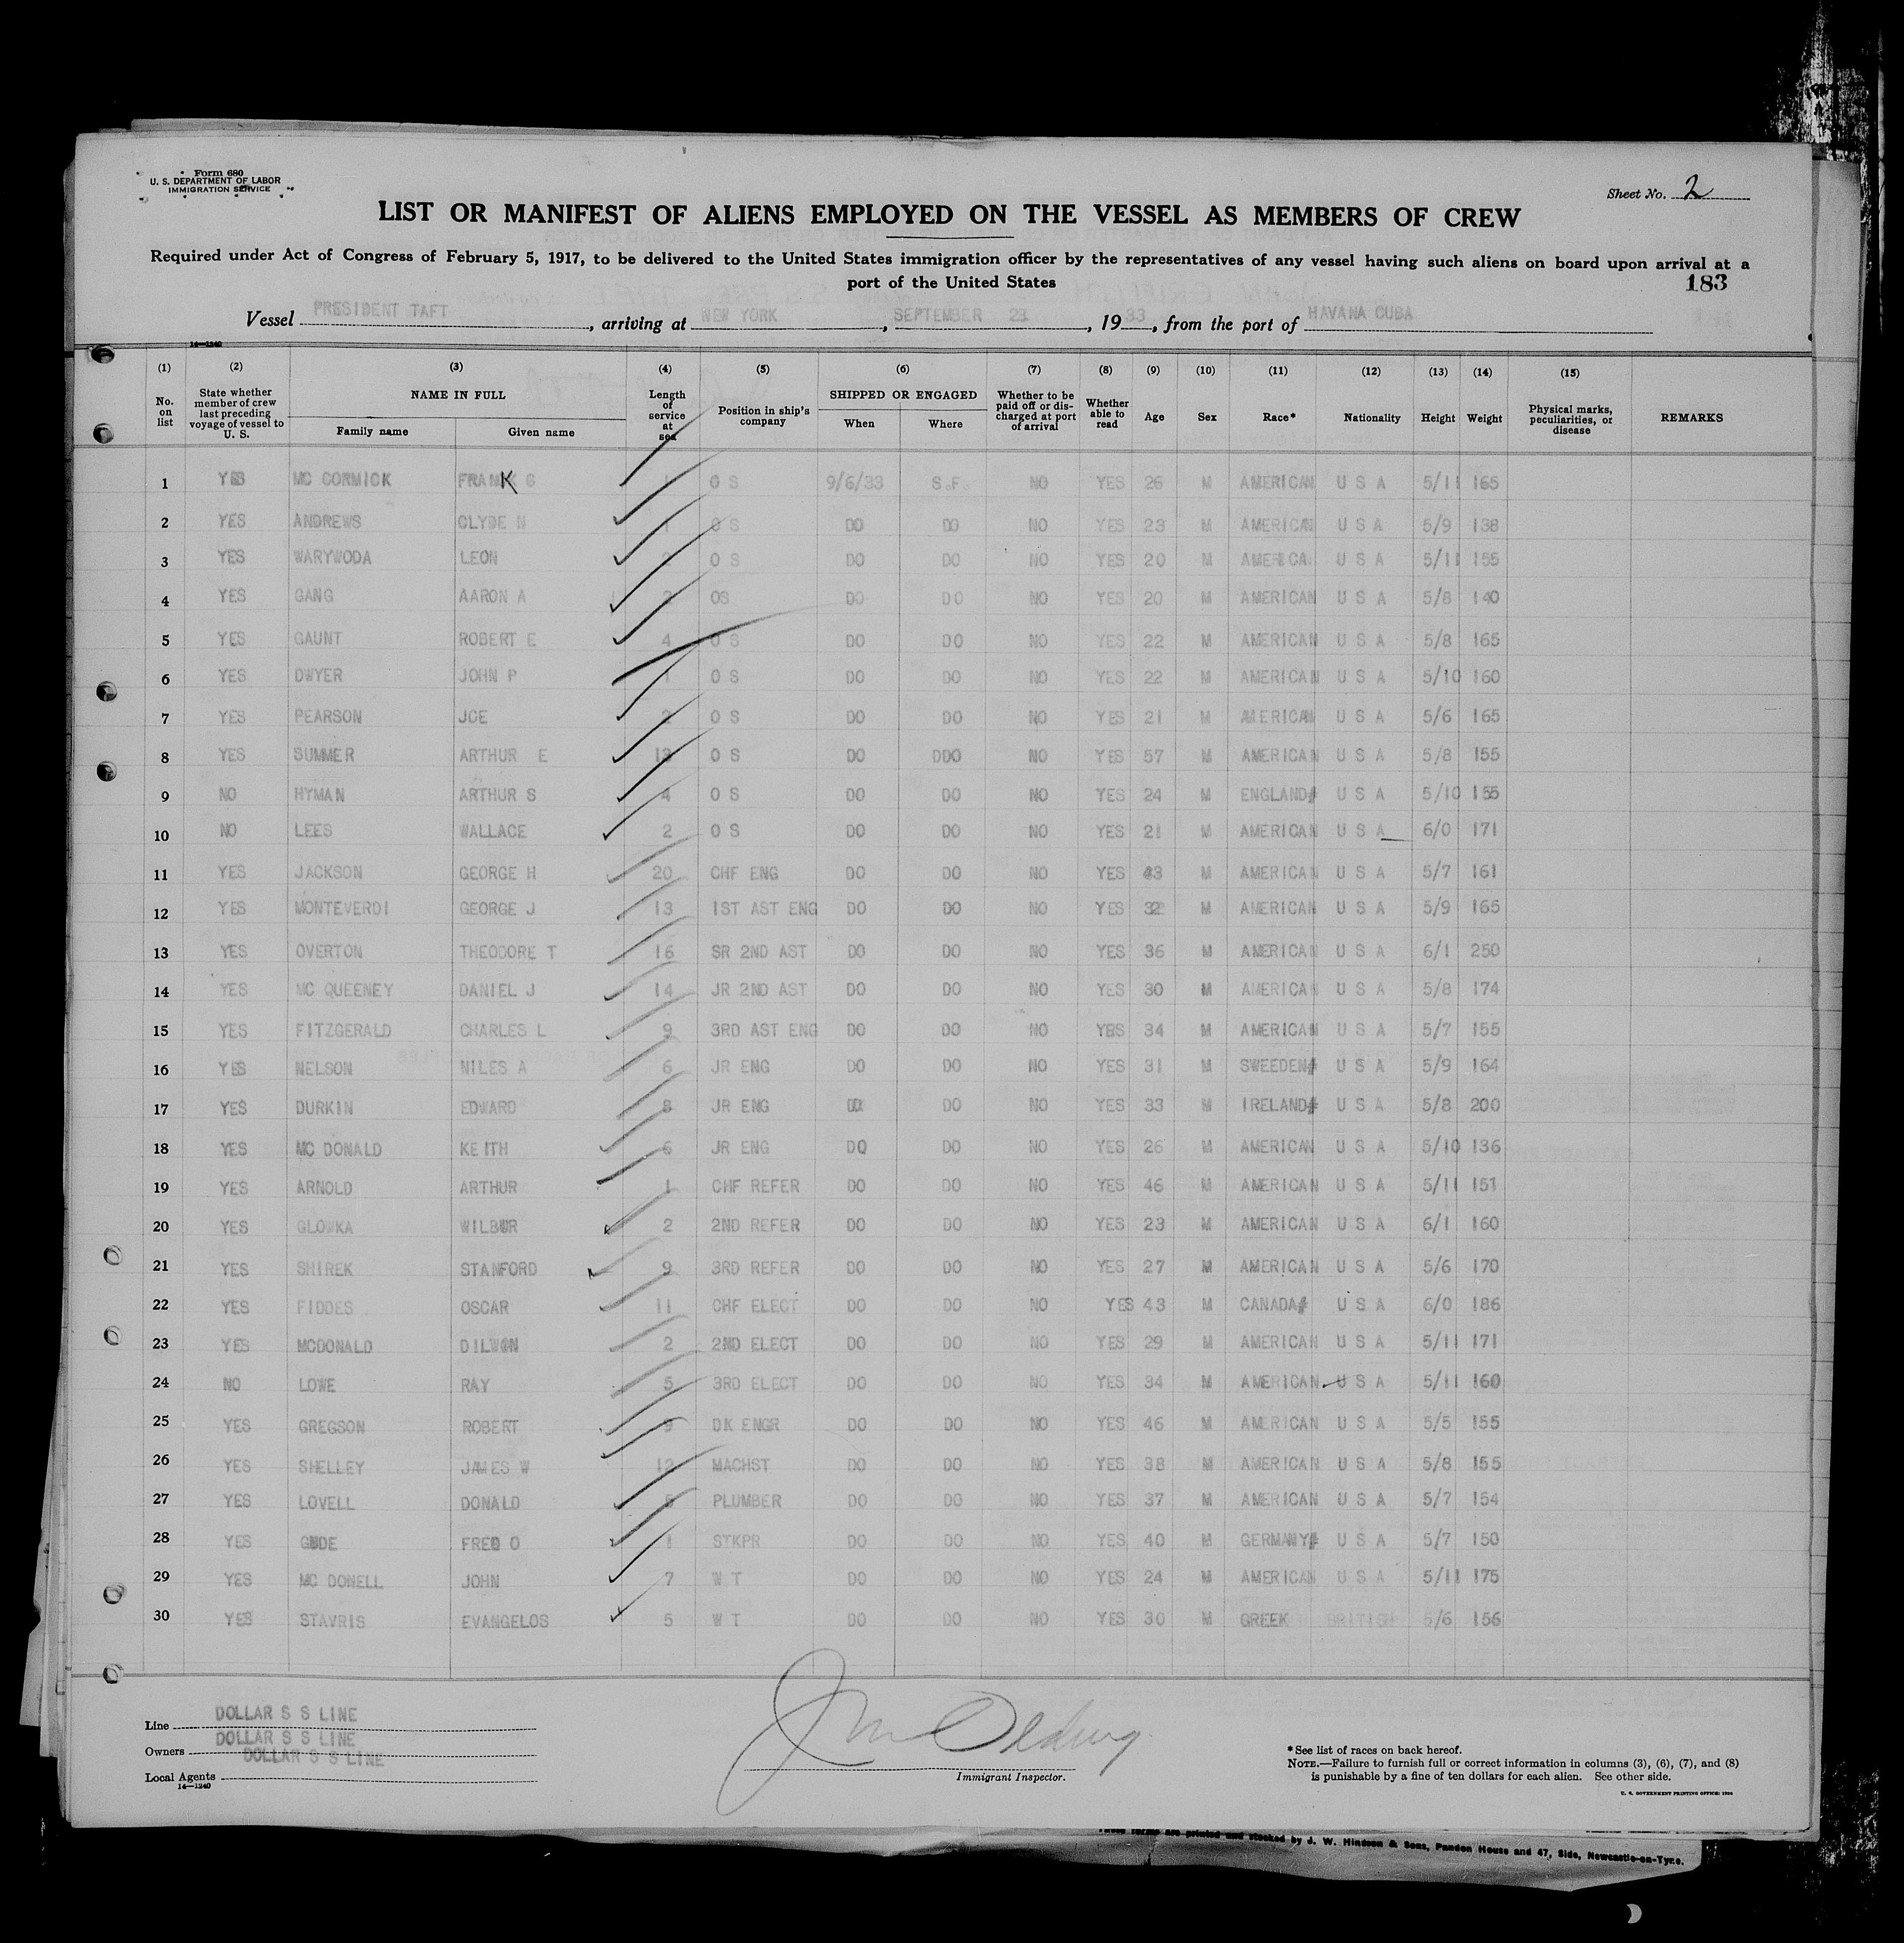 Form 680
U. S. DEPARTMENT OF LABOR
IMMIGRATION SERVICE
Sheet No. 2
LIST OR MANIFEST OF ALIENS EMPLOYED ON THE VESSEL AS MEMBERS OF CREW
Required under Act of Congress of February 5, 1917, to be delivered to the United States immigration officer by the representatives of any vessel having such aliens on board upon arrival at a
port of the United States
183
Vessel PRESIDENT TAFT, arriving at NEW YORK, SEPTEMBER 23, 1933, from the port of HAVANA CUBA
14—1240
(1) (2) (3) (4) (5) (6) (7) (8) (9) (10) (11) (12) (13) (14) (15)
No. on list State whether member of crew last preceding voyage of vessel to U. S. NAME IN FULL Family name Given name Length of service at sea Position in ship's company SHIPPED OR ENGAGED When Where Whether to be paid off or discharged at port of arrival Whether able to read Age Sex Race* Nationality Height Weight Physical marks, peculiarities, or disease REMARKS
1 YES MC CORMICK FRANK G 1 O S 9/6/33 S.F. NO YES 26 M AMERICAN U S A 5/11 165
2 YES ANDREWS CLYDE N 1 O S DO DO NO YES 23 M AMERICAN U S A 5/9 138
3 YES WARYWODA LEON 2 O S DO DO NO YES 20 M AMERICA U S A 5/11 155
4 YES GANG AARON A 2 OS DO DO NO YES 20 M AMERICAN U S A 5/8 140
5 YES GAUNT ROBERT E 4 O S DO DO NO YES 22 M AMERICAN U S A 5/8 165
6 YES DWYER JOHN P 1 O S DO DO NO YES 22 M AMERICAN U S A 5/10 160
7 YES PEARSON JOE 2 O S DO DO NO YES 21 M AMERICAN U S A 5/6 165
8 YES SUMMER ARTHUR E 13 O S DO DDO NO YES 57 M AMERICAN U S A 5/8 155
9 NO HYMAN ARTHUR S 4 O S DO DO NO YES 24 M ENGLAND# U S A 5/10 155
10 NO LEES WALLACE 2 O S DO DO NO YES 21 M AMERICAN U S A 6/0 171
11 YES JACKSON GEORGE H 20 CHF ENG DO DO NO YES 43 M AMERICAN U S A 5/7 161
12 YES MONTEVERDI GEORGE J 13 1ST AST ENG DO DO NO YES 32 M AMERICAN U S A 5/9 165
13 YES OVERTON THEODORE T 16 SR 2ND AST DO DO NO YES 36 M AMERICAN U S A 6/1 250
14 YES MC QUEENEY DANIEL J 14 JR 2ND AST DO DO NO YES 30 M AMERICAN U S A 5/8 174
15 YES FITZGERALD CHARLES L 9 3RD AST ENG DO DO NO YES 34 M AMERICAN U S A 5/7 155
16 YES NELSON NILES A 6 JR ENG DO DO NO YES 31 M SWEEDEN# U S A 5/9 164
17 YES DURKIN EDWARD 8 JR ENG DO DO NO YES 33 M IRELAND# U S A 5/8 200
18 YES MC DONALD KEITH 6 JR ENG DO DO NO YES 26 M AMERICAN U S A 5/10 136
19 YES ARNOLD ARTHUR 1 CHF REFER DO DO NO YES 46 M AMERICAN U S A 5/11 151
20 YES GLOWKA WILBUR 2 2ND REFER DO DO NO YES 23 M AMERICAN U S A 6/1 160
21 YES SHIREK STANFORD 9 3RD REFER DO DO NO YES 27 M AMERICAN U S A 5/6 170
22 YES FIDDES OSCAR 11 CHF ELECT DO DO NO YES 43 M CANADA# U S A 6/0 186
23 YES MCDONALD DILWON 2 2ND ELECT DO DO NO YES 29 M AMERICAN U S A 5/11 171
24 NO LOWE RAY 5 3RD ELECT DO DO NO YES 34 M AMERICAN U S A 5/11 160
25 YES GREGSON ROBERT 9 DK ENGR DO DO NO YES 46 M AMERICAN U S A 5/5 155
26 YES SHELLEY JAMES W 12 MACHST DO DO NO YES 38 M AMERICAN U S A 5/8 155
27 YES LOVELL DONALD PLUMBER DO DO NO YES 37 M AMERICAN U S A 5/7 154
28 YES GUDE FRED O 1 STKPR DO DO NO YES 40 M GERMANY# U S A 5/7 150
29 YES MC DONELL JOHN 7 W T DO DO NO YES 24 M AMERICAN U S A 5/11 175
30 YES STAVRIS EVANGELOS 5 W T DO DO NO YES 30 M GREEK BRITISH 5/6 156
Line DOLLAR S S LINE
Owners DOLLAR S S LINE
Local Agents DOLLAR S S LINE
14—1240
Immigrant Inspector.
*See list of races on back hereof.
NOTE.—Failure to furnish full or correct information in columns (3), (6), (7), and (8)
is punishable by a fine of ten dollars for each alien. See other side.
U. S. GOVERNMENT PRINTING OFFICE:
These forms are printed and stocked by J. W. Hindson & Sons, Pandon House and 47, Side, Newcastle-on-Tyne.